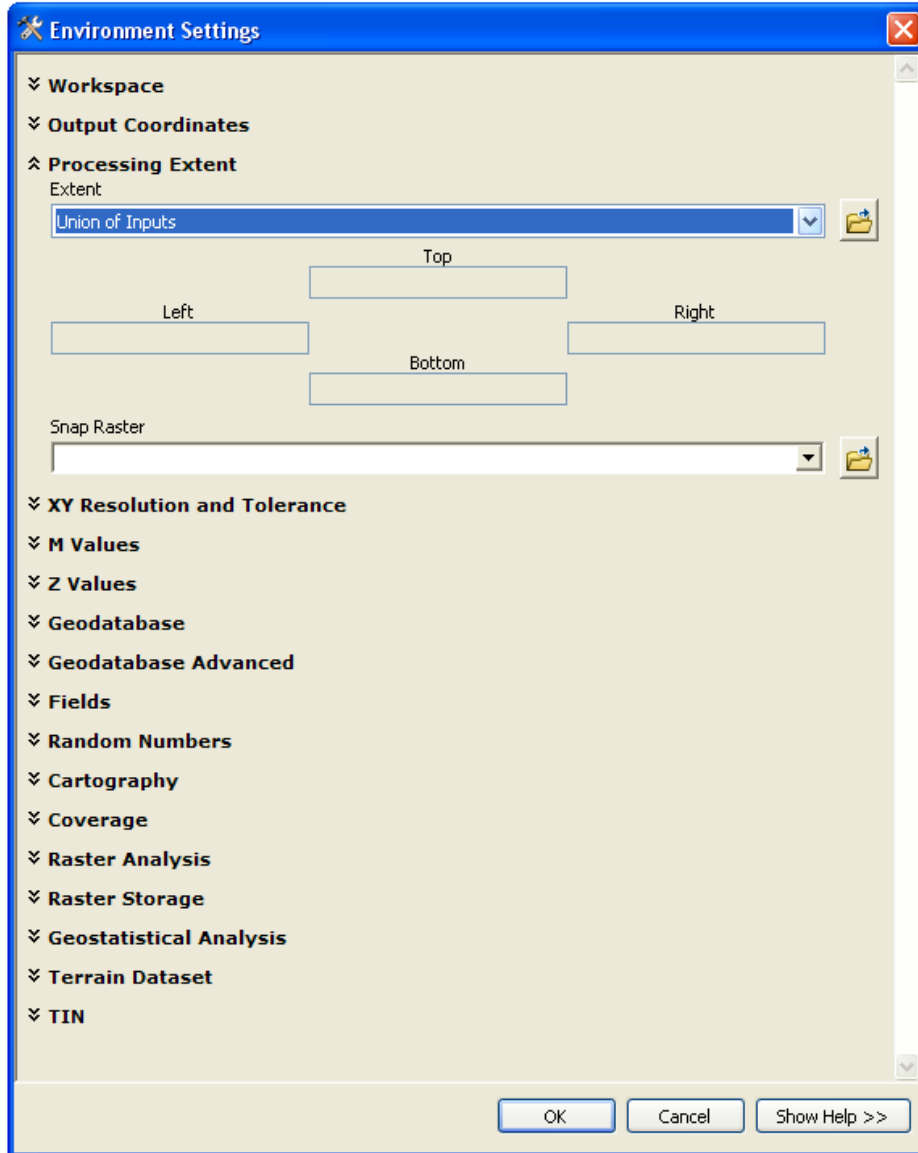 Environment Settings
Workspace
Output Coordinates
Processing Extent
Extent
Union of Inputs
Top
Left
Right
Bottom
Snap Raster
XY Resolution and Tolerance
M Values
Z Values
Geodatabase
Geodatabase Advanced
Fields
Random Numbers
Cartography
Coverage
Raster Analysis
Raster Storage
Geostatistical Analysis
Terrain Dataset
TIN
OK Cancel Show Help >>